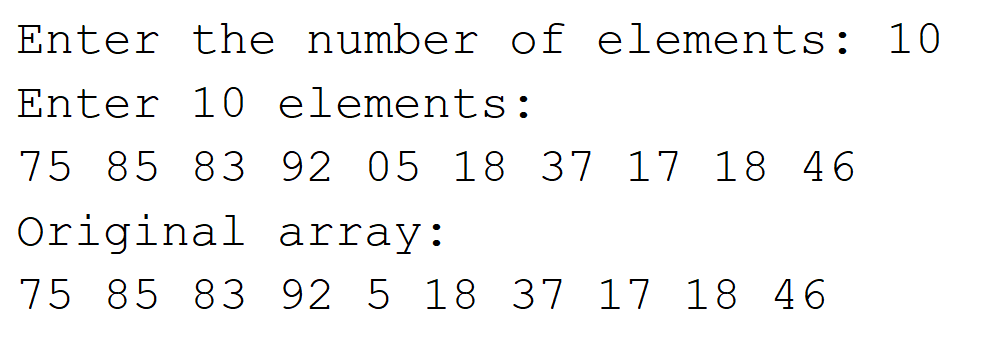 Enter the number of elements: 10
Enter 10 elements:
75 85 83 92 05 18 37 17 18 46
Original array:
75 85 83 92 5 18 37 17 18 46